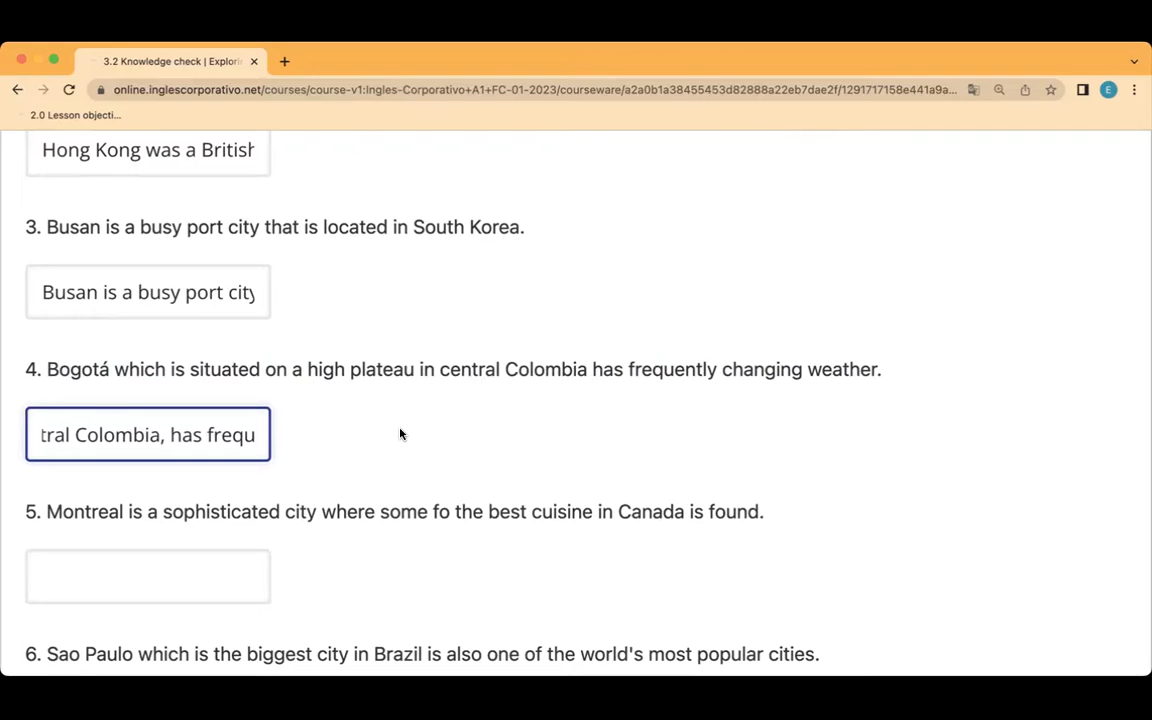 3.2 Knowledge check | Explori
online.inglescorporativo.net/courses/course-v1:Ingles-Corporativo+A1+FC-01-2023/courseware/a2a0b1a38455453d82888a22eb7dae2f/1291717158e441a9a...
E
2.0 Lesson objecti...
Hong Kong was a British
3. Busan is a busy port city that is located in South Korea.
Busan is a busy port city
4. Bogotá which is situated on a high plateau in central Colombia has frequently changing weather.
tral Colombia, has frequ
5. Montreal is a sophisticated city where some fo the best cuisine in Canada is found.
6. Sao Paulo which is the biggest city in Brazil is also one of the world's most popular cities.